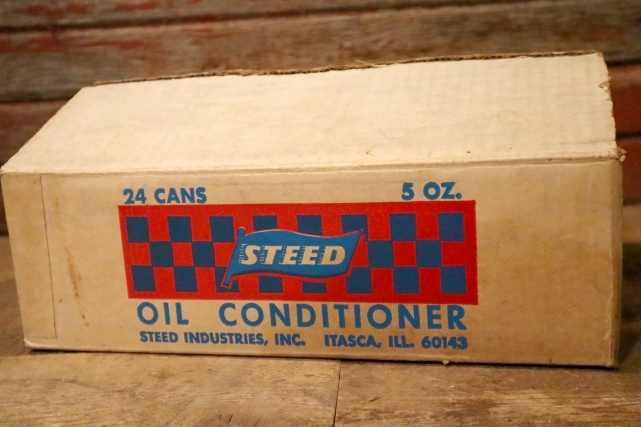 24 CANS 5 OZ.
STEED
OIL CONDITIONER
STEED INDUSTRIES, INC. ITASCA, ILL. 60143